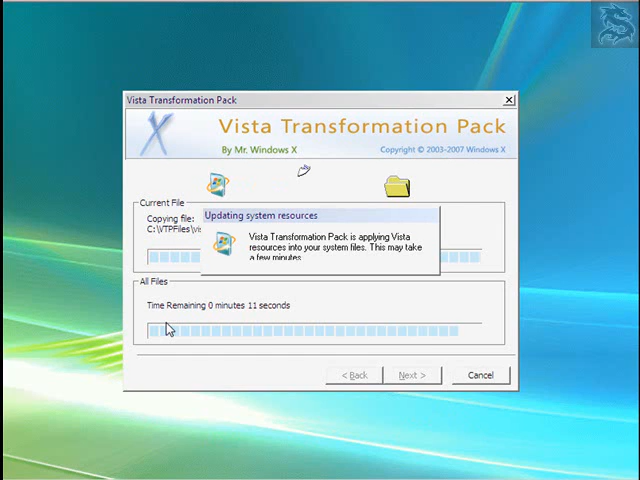 Vista Transformation Pack
Vista Transformation Pack
By Mr. Windows X
Copyright © 2003-2007 Windows X
Current File
Copying file:
C:\VTPFiles\vis
Updating system resources
Vista Transformation Pack is applying Vista
resources into your system files. This may take
a few minutes.
All Files
Time Remaining 0 minutes 11 seconds
< Back
Next >
Cancel